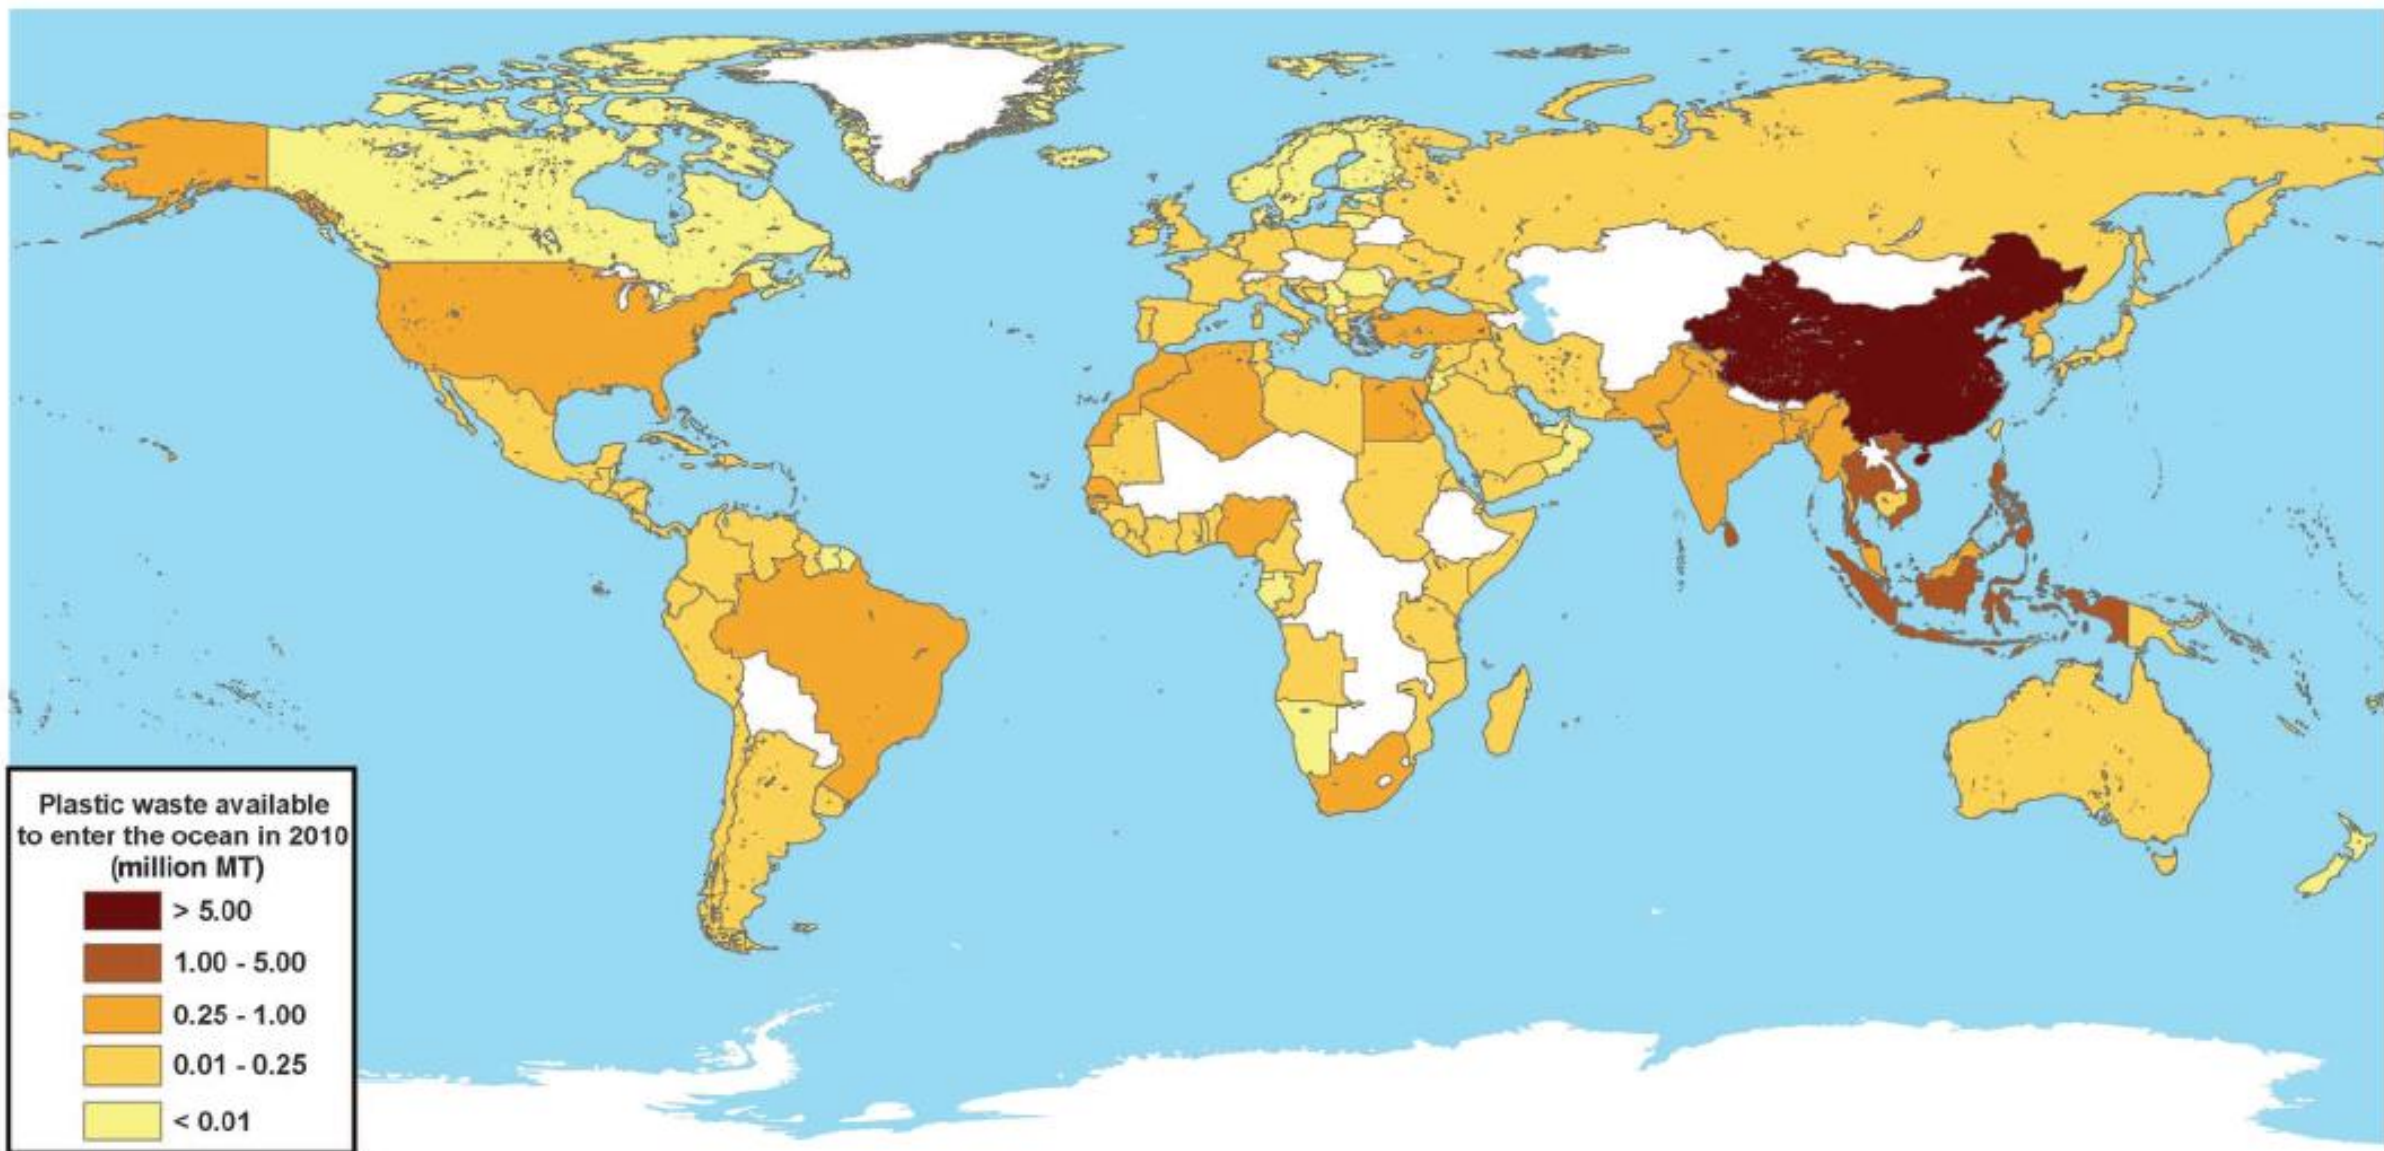 Plastic waste available
to enter the ocean in 2010
(million MT)
> 5.00
1.00 - 5.00
0.25 - 1.00
0.01 - 0.25
< 0.01